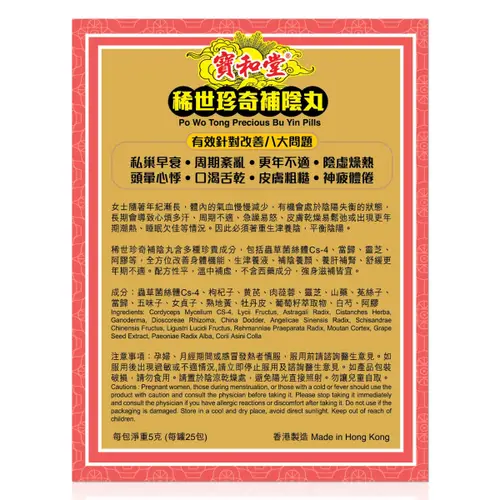 寶和堂®
稀世珍奇補陰丸
Po Wo Tong Precious Bu Yin Pills
有效針對改善八大問題
私巢早衰・周期紊亂・更年不適・陰虛燥熱
頭暈心悸・口渴舌乾・皮膚粗糙・神疲體倦
女士隨著年紀漸長，體內的氣血慢慢減少，有機會處於陰陽失衡的狀態，
長期會導致心煩多汗，周期不適，急躁易怒、皮膚乾燥易鬆弛或出現更年
期潮熱、睡眠欠佳等情況。因此必須著重生津養陰，平衡陰陽。
稀世珍奇補陰丸含多種珍貴成分，包括蟲草菌絲體Cs-4、當歸、靈芝、
阿膠等，全方位改善身體機能、生津養液、補陰養顏、養肝補腎、舒緩更
年期不適。配方性平，溫中補虛，不含西藥成分，強身滋補皆宜。
成分：蟲草菌絲體Cs-4、枸杞子、黃芪、肉蓯蓉、靈芝、山藥、菟絲子、
當歸、五味子、女貞子、熟地黃、牡丹皮、葡萄籽萃取物、白芍、阿膠
Ingredients: Cordyceps Mycelium CS-4, Lycii Fructus, Astragali Radix, Cistanches Herba,
Ganoderma, Dioscoreae Rhizoma, China Dodder, Angelicae Sinensis Radix, Schisandrae
Chinensis Fructus, Ligustri Lucidi Fructus, Rehmanniae Praeparata Radix, Moutan Cortex, Grape
Seed Extract, Paeoniae Radix Alba, Corii Asini Colla
注意事項：孕婦、月經期間或感冒發熱者慎服，服用前請諮詢醫生意見。如
服用後出現過敏或不適情況,請立即停止服用及諮詢醫生意見。如產品包裝
破損，請勿食用。請置於陰涼乾燥處，避免陽光直接照射。勿讓兒童自取。
Cautions : Pregnant women, those during menstruation, or those with a cold or fever should use the
product with caution and consult the physician before taking it. Please stop taking it immediately
and consult the physician if you have allergic reactions or discomfort after taking it. Do not use if the
packaging is damaged. Store in a cool and dry place, avoid direct sunlight. Keep out of reach of
children.
每包淨重5克 (每罐25包)
香港製造 Made in Hong Kong